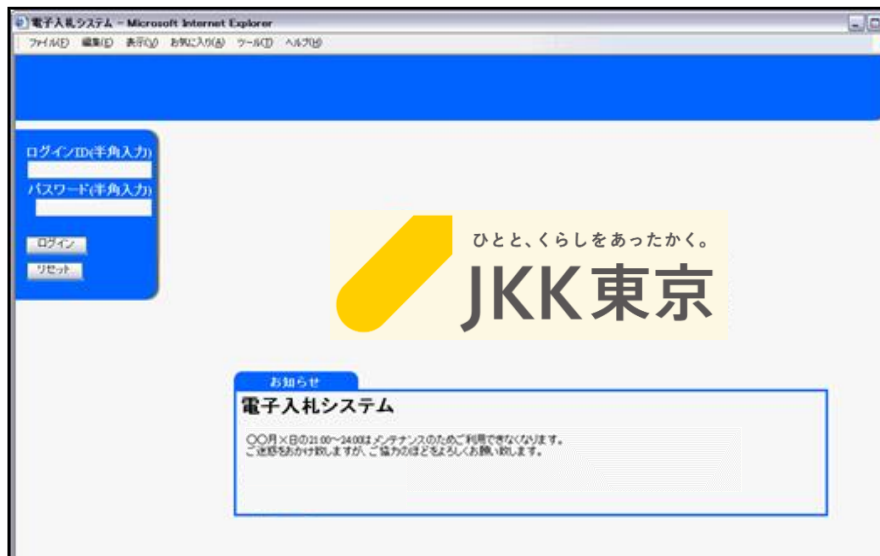 電子入札システム - Microsoft Internet Explorer
ファイル(F) 編集(E) 表示(V) お気に入り(A) ツール(T) ヘルプ(H)
ログインID(半角入力)
パスワード(半角入力)
ログイン
リセット
ひとと、くらしをあったかく。
JKK東京
お知らせ
電子入札システム
○○月×日の21:00～24:00はメンテナンスのためご利用できなくなります。
ご迷惑をおかけ致しますが、ご協力のほどをよろしくお願い致します。